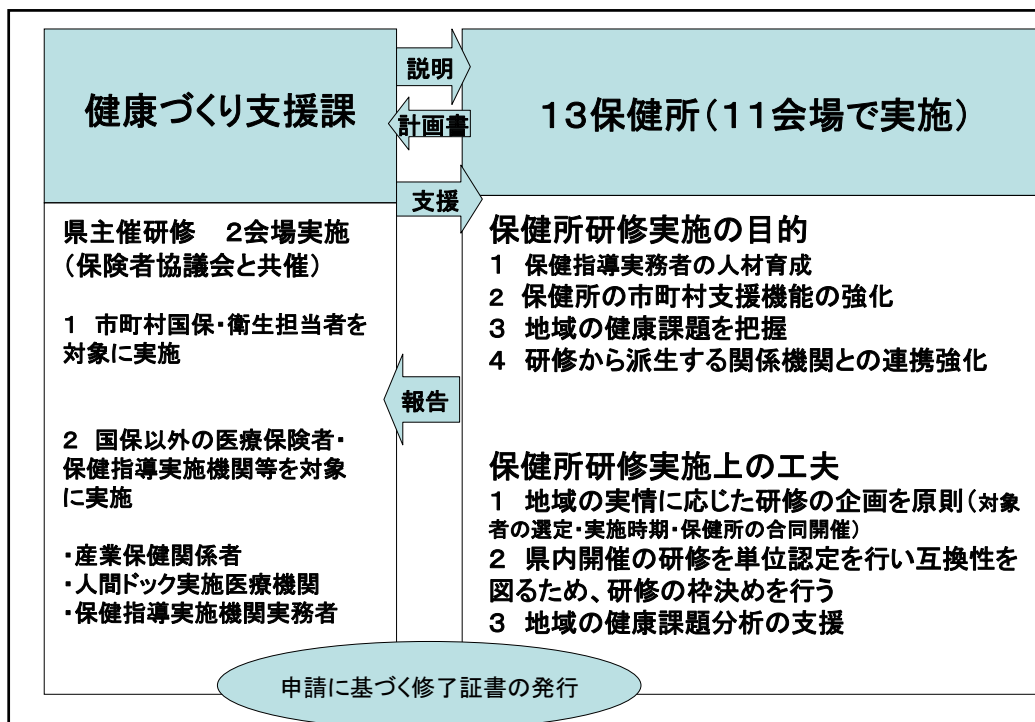 健康づくり支援課
説明
計画書
支援
報告
13保健所(11会場で実施)
県主催研修　2会場実施
(保険者協議会と共催)
1　市町村国保・衛生担当者を
対象に実施
2　国保以外の医療保険者・
保健指導実施機関等を対象
に実施
・産業保健関係者
・人間ドック実施医療機関
・保健指導実施機関実務者
保健所研修実施の目的
1　保健指導実務者の人材育成
2　保健所の市町村支援機能の強化
3　地域の健康課題を把握
4　研修から派生する関係機関との連携強化
保健所研修実施上の工夫
1　地域の実情に応じた研修の企画を原則(対象
者の選定・実施時期・保健所の合同開催)
2　県内開催の研修を単位認定を行い互換性を
図るため、研修の枠決めを行う
3　地域の健康課題分析の支援
申請に基づく修了証書の発行